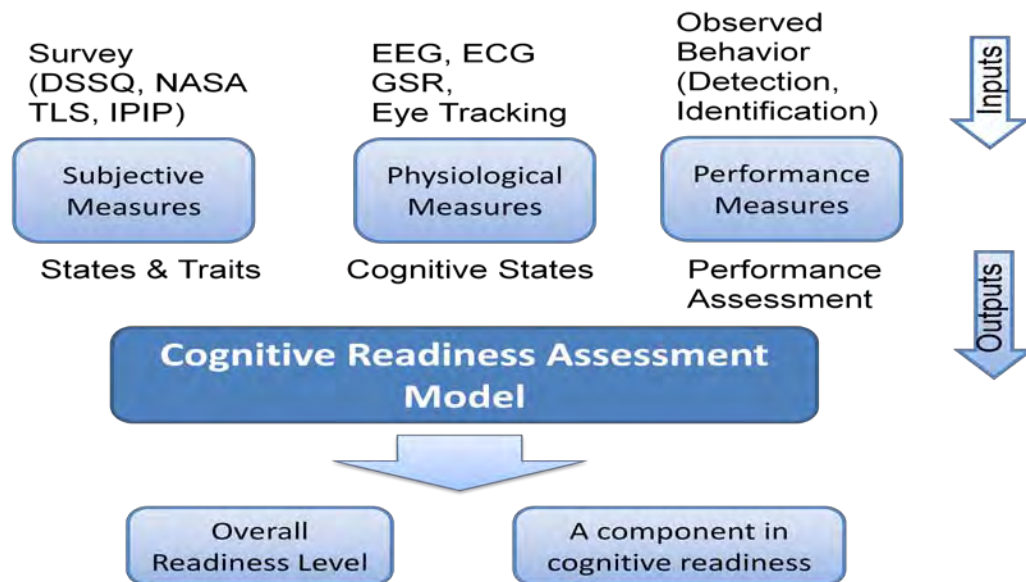 Survey
(DSSQ, NASA
TLS, IPIP)
EEG, ECG
GSR,
Eye Tracking
Observed
Behavior
(Detection,
Identification)
Inputs
Subjective
Measures
Physiological
Measures
Performance
Measures
States & Traits
Cognitive States
Performance
Assessment
Outputs
Cognitive Readiness Assessment
Model
Overall
Readiness Level
A component in
cognitive readiness